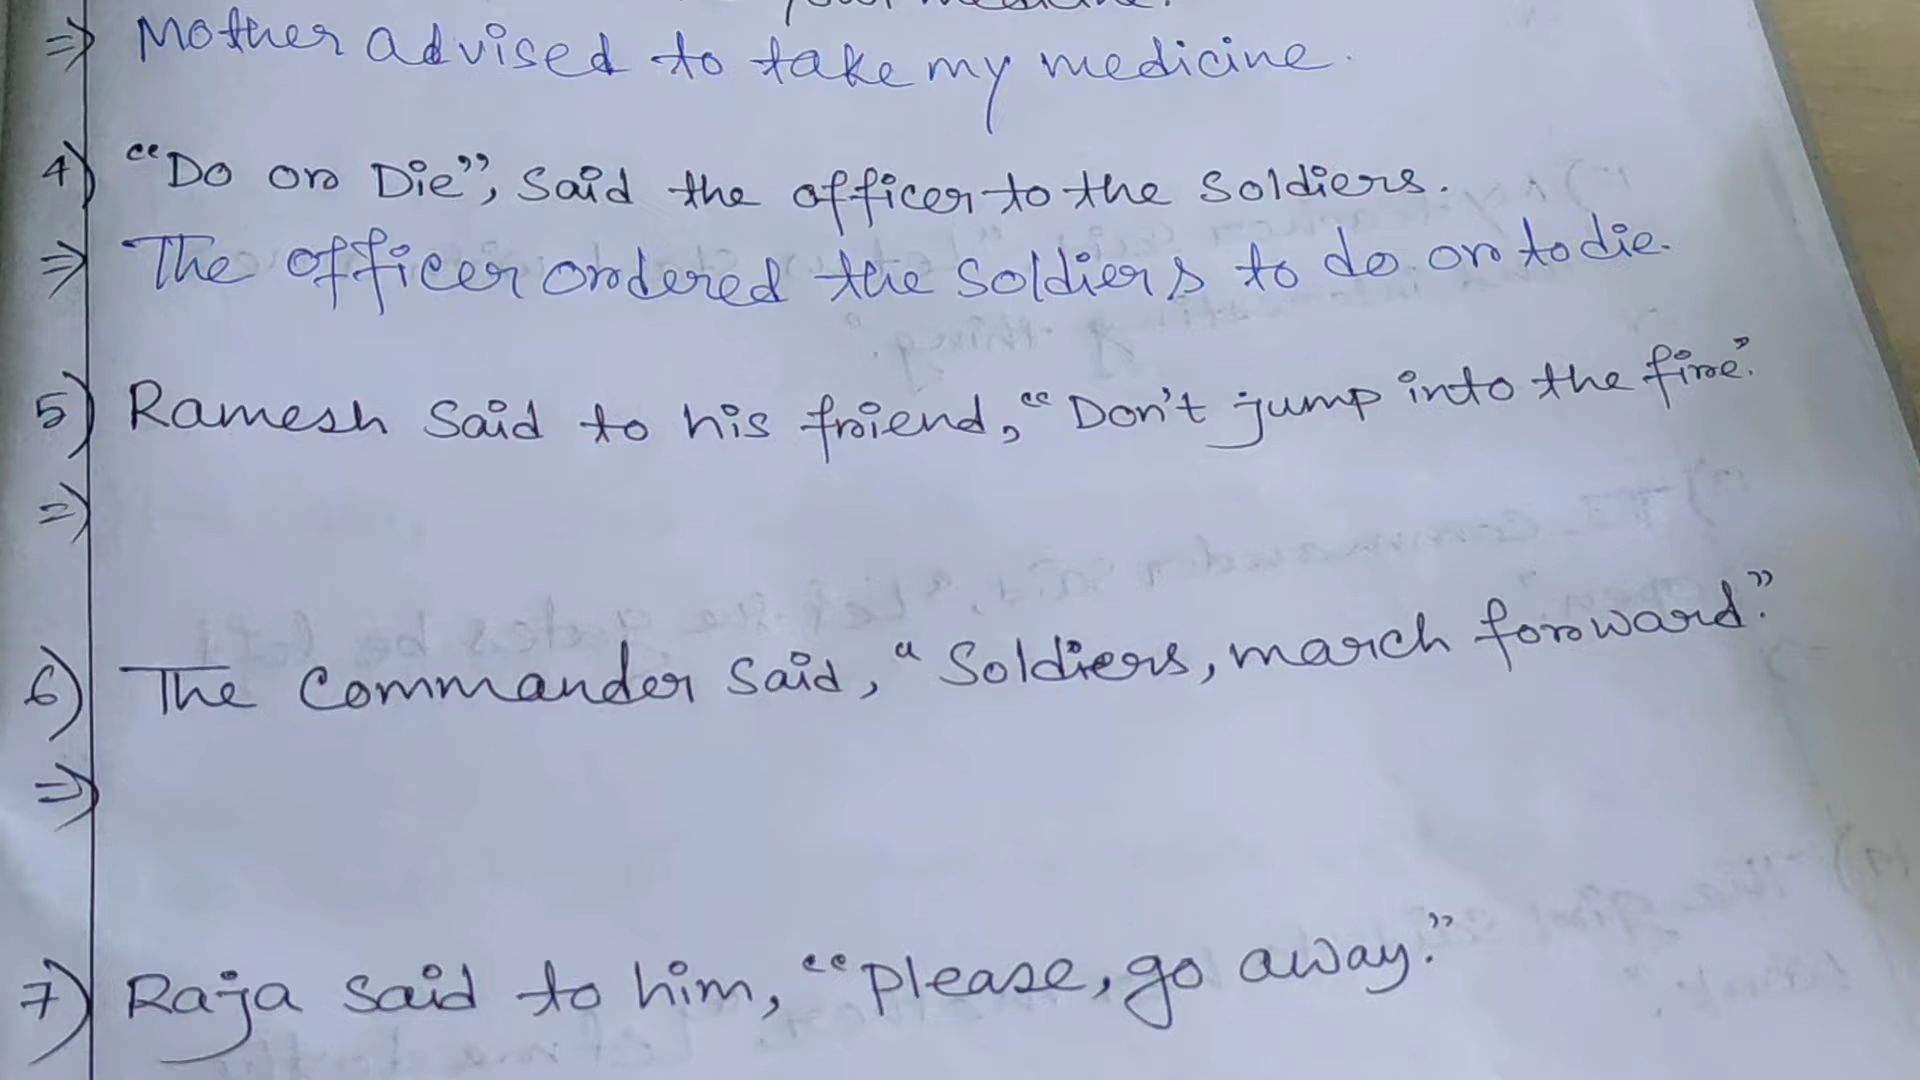 your medicine.
=> Mother advised to take my medicine.
4) "Do or Die", said the officer to the soldiers.
=> The officer ordered the soldiers to do or to die.
5) Ramesh said to his friend, "Don't jump into the fire".
=>
6) The Commander said, "Soldiers, march forward."
=>
7) Raja said to him, "Please, go away."